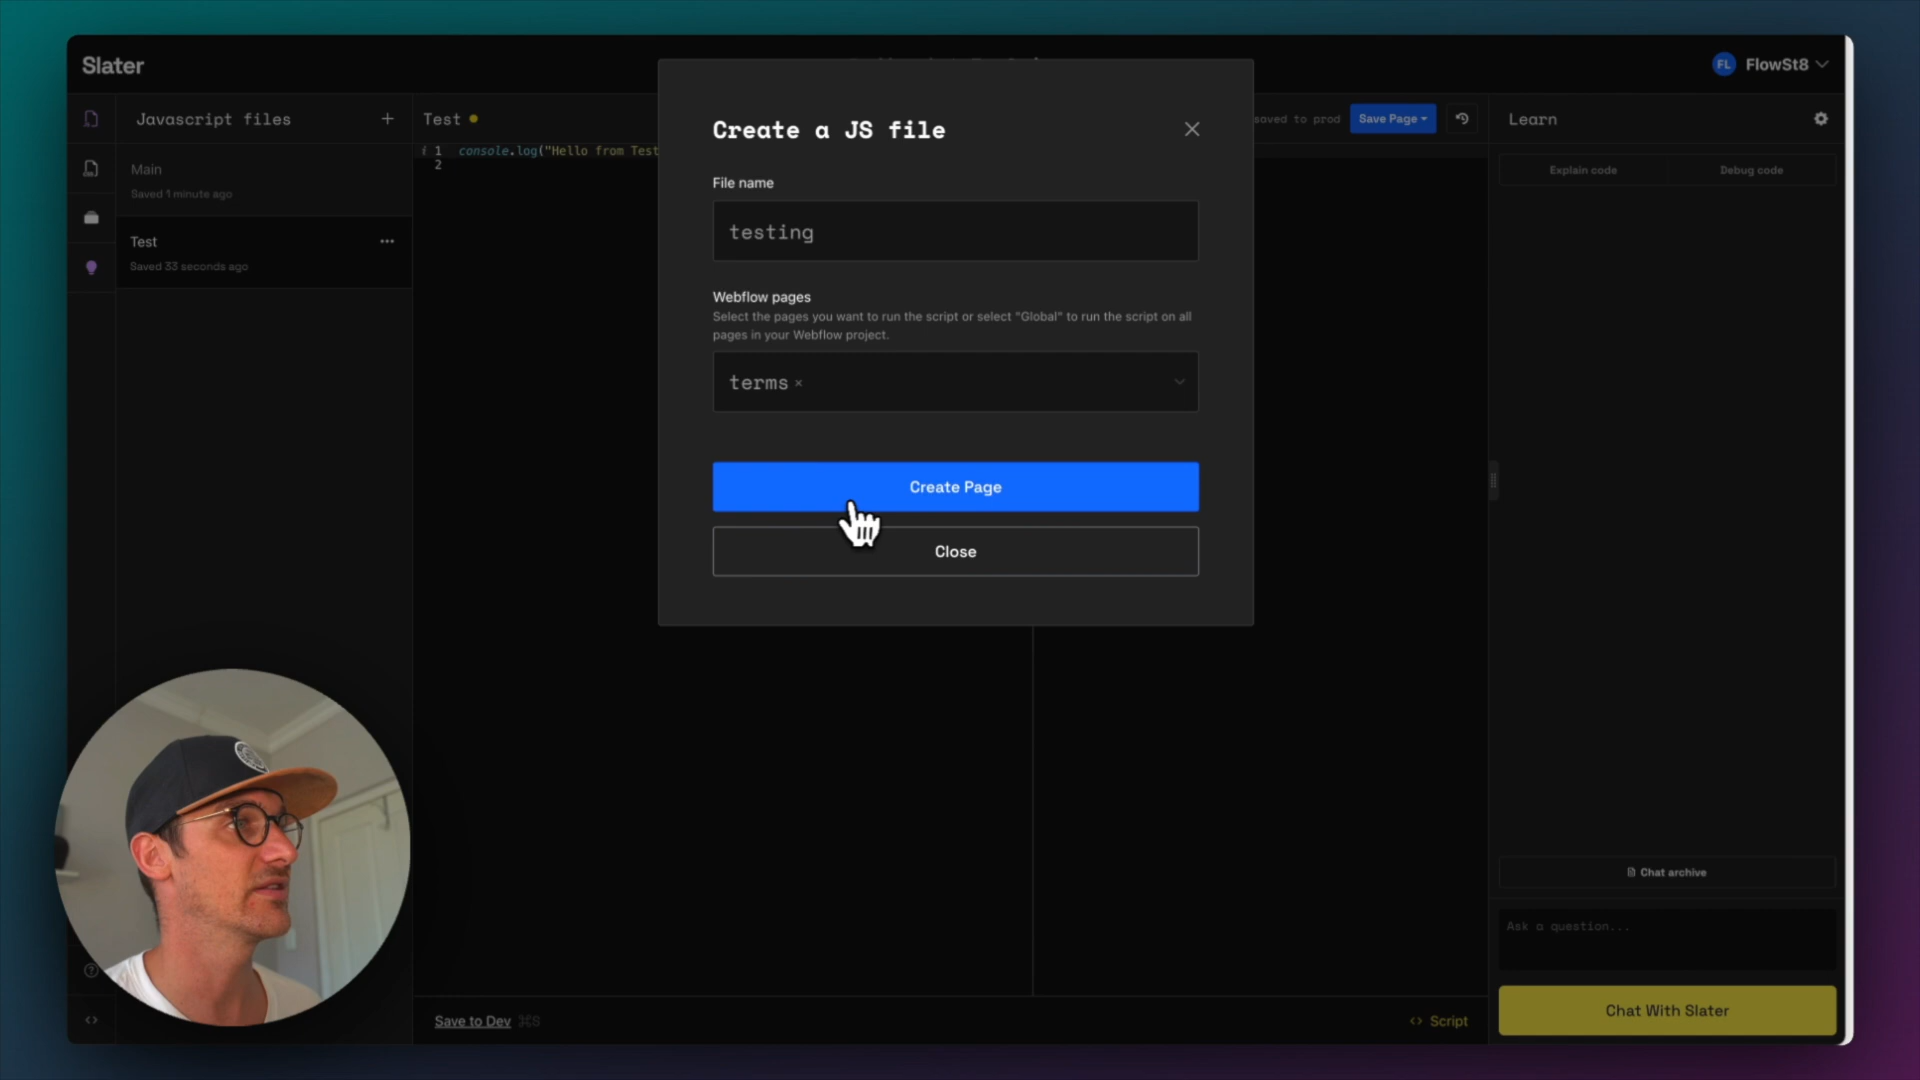 Slater
FL FlowSt8
Javascript files +
Test
saved to prod
Save Page
Learn
Create a JS file
i 1 console.log("Hello from Test
2
Main
Saved 1 minute ago
Explain code
Debug code
File name
testing
Test
Saved 33 seconds ago
Webflow pages
Select the pages you want to run the script or select "Global" to run the script on all
pages in your Webflow project.
terms ×
Create Page
Close
Chat archive
Ask a question...
Save to Dev ⌘S
<> Script
Chat With Slater